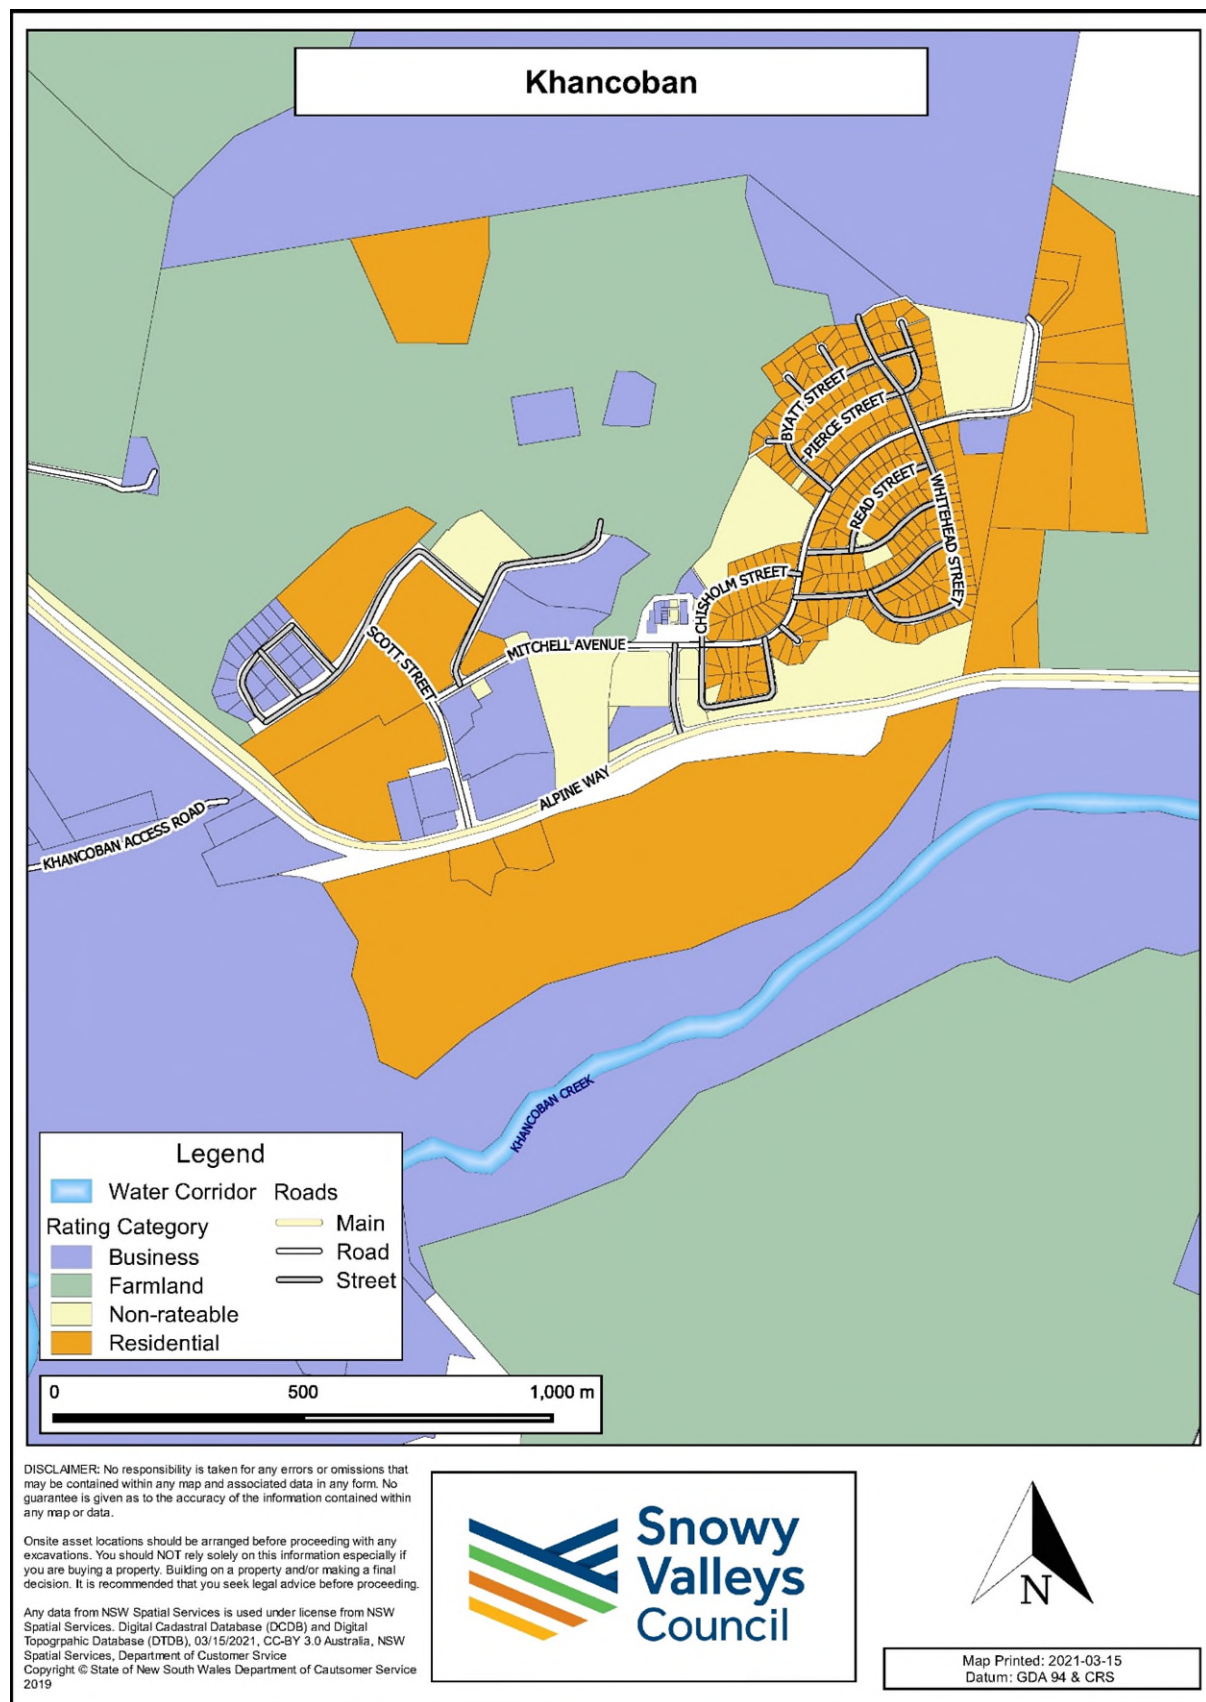 Khancoban
BYATT STREET
PIERCE STREET
READ STREET
WHITEHEAD STREET
CHISHOLM STREET
MITCHELL AVENUE
SCOTT STREET
ALPINE WAY
KHANCOBAN ACCESS ROAD
KHANCOBAN CREEK
Legend
Water Corridor
Rating Category
Business
Farmland
Non-rateable
Residential
Roads
Main
Road
Street
0 500 1,000 m
DISCLAIMER: No responsibility is taken for any errors or omissions that
may be contained within any map and associated data in any form. No
guarantee is given as to the accuracy of the information contained within
any map or data.
Onsite asset locations should be arranged before proceeding with any
excavations. You should NOT rely solely on this information especially if
you are buying a property. Building on a property and/or making a final
decision. It is recommended that you seek legal advice before proceeding.
Any data from NSW Spatial Services is used under license from NSW
Spatial Services. Digital Cadastral Database (DCDB) and Digital
Topogrpahic Database (DTDB), 03/15/2021, CC-BY 3.0 Australia, NSW
Spatial Services, Department of Customer Srvice
Copyright © State of New South Wales Department of Cautsomer Service
2019
Snowy
Valleys
Council
N
Map Printed: 2021-03-15
Datum: GDA 94 & CRS